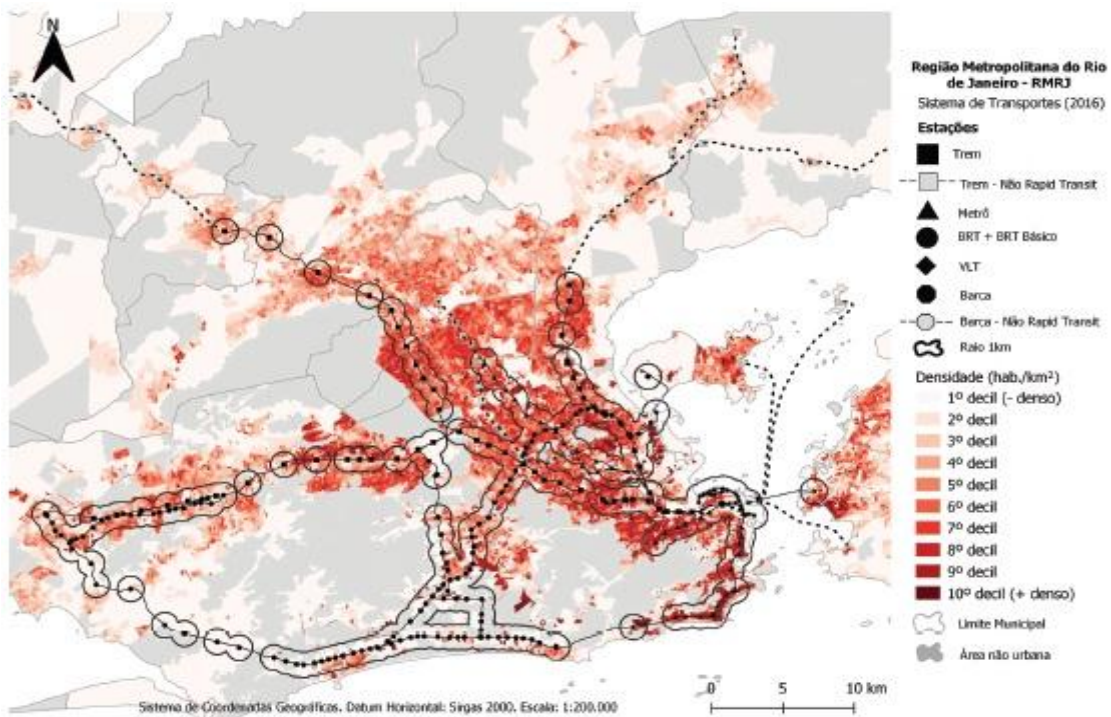 N
Região Metropolitana do Rio
de Janeiro - RMRJ
Sistema de Transportes (2016)
Estações
Trem
Trem - Não Rapid Transit
Metrô
BRT + BRT Básico
VLT
Barca
Barca - Não Rapid Transit
Raio 1km
Densidade (hab./km²)
1º decil (- denso)
2º decil
3º decil
4º decil
5º decil
6º decil
7º decil
8º decil
9º decil
10º decil (+ denso)
Limite Municipal
Área não urbana
0 5 10 km
Sistema de Coordenadas Geográficas. Datum Horizontal: Sirgas 2000. Escala: 1:200.000